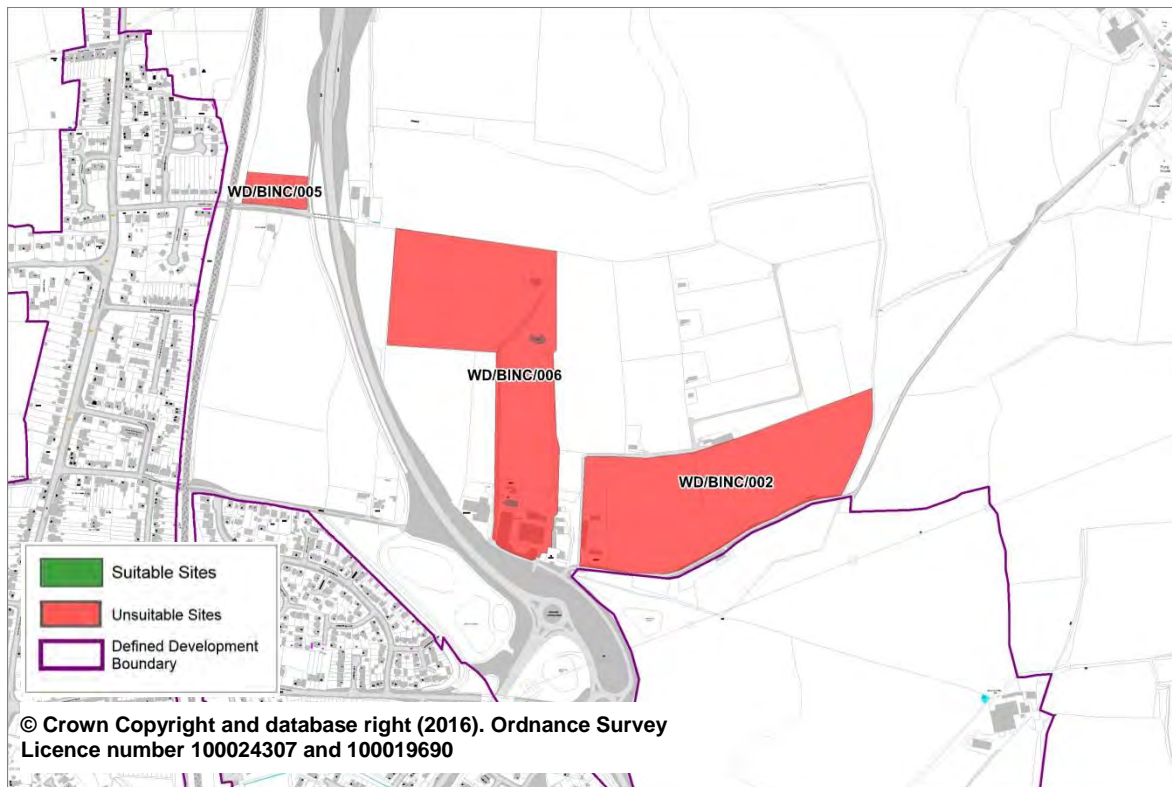 WD/BINC/005
WD/BINC/006
WD/BINC/002
Suitable Sites
Unsuitable Sites
Defined Development
Boundary
© Crown Copyright and database right (2016). Ordnance Survey
Licence number 100024307 and 100019690